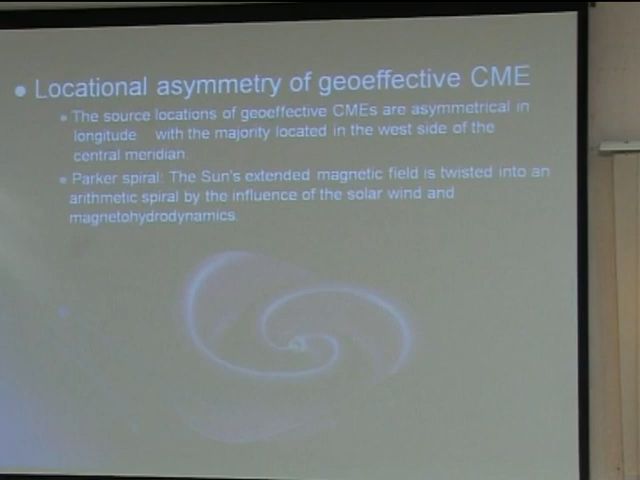 • Locational asymmetry of geoeffective CME
• The source locations of geoeffective CMEs are asymmetrical in
longitude with the majority located in the west side of the
central meridian.
• Parker spiral: The Sun's extended magnetic field is twisted into an
arithmetic spiral by the influence of the solar wind and
magnetohydrodynamics.